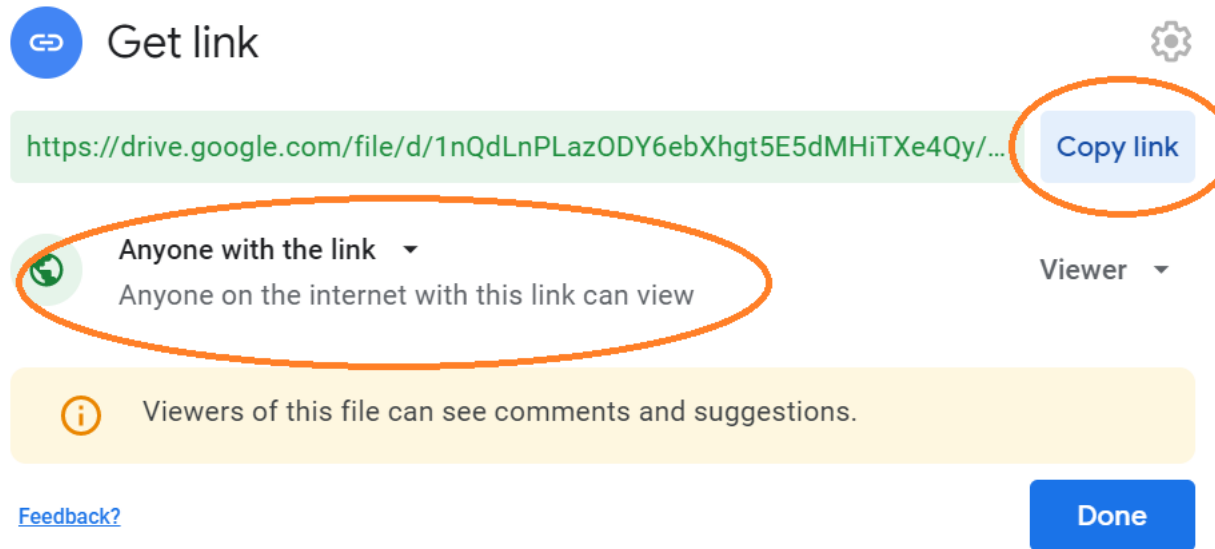 Get link
https://drive.google.com/file/d/1nQdLnPLazODY6ebXhgt5E5dMHiTXe4Qy/...
Copy link
Anyone with the link
Anyone on the internet with this link can view
Viewer
Viewers of this file can see comments and suggestions.
Feedback?
Done